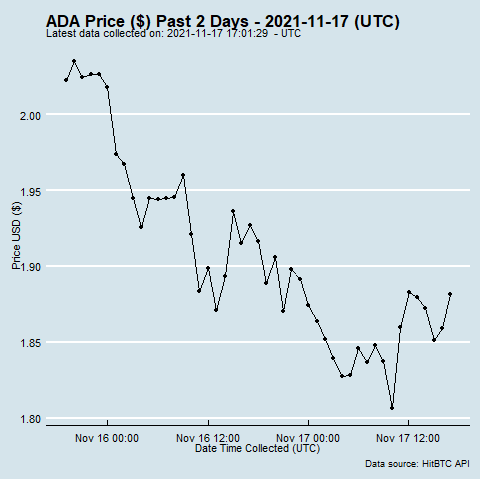 ADA Price ($) Past 2 Days - 2021-11-17 (UTC)
Latest data collected on: 2021-11-17 17:01:29  - UTC
Price USD ($)
2.00
1.95
1.90
1.85
1.80
Nov 16 00:00
Nov 16 12:00
Nov 17 00:00
Nov 17 12:00
Date Time Collected (UTC)
Data source: HitBTC API